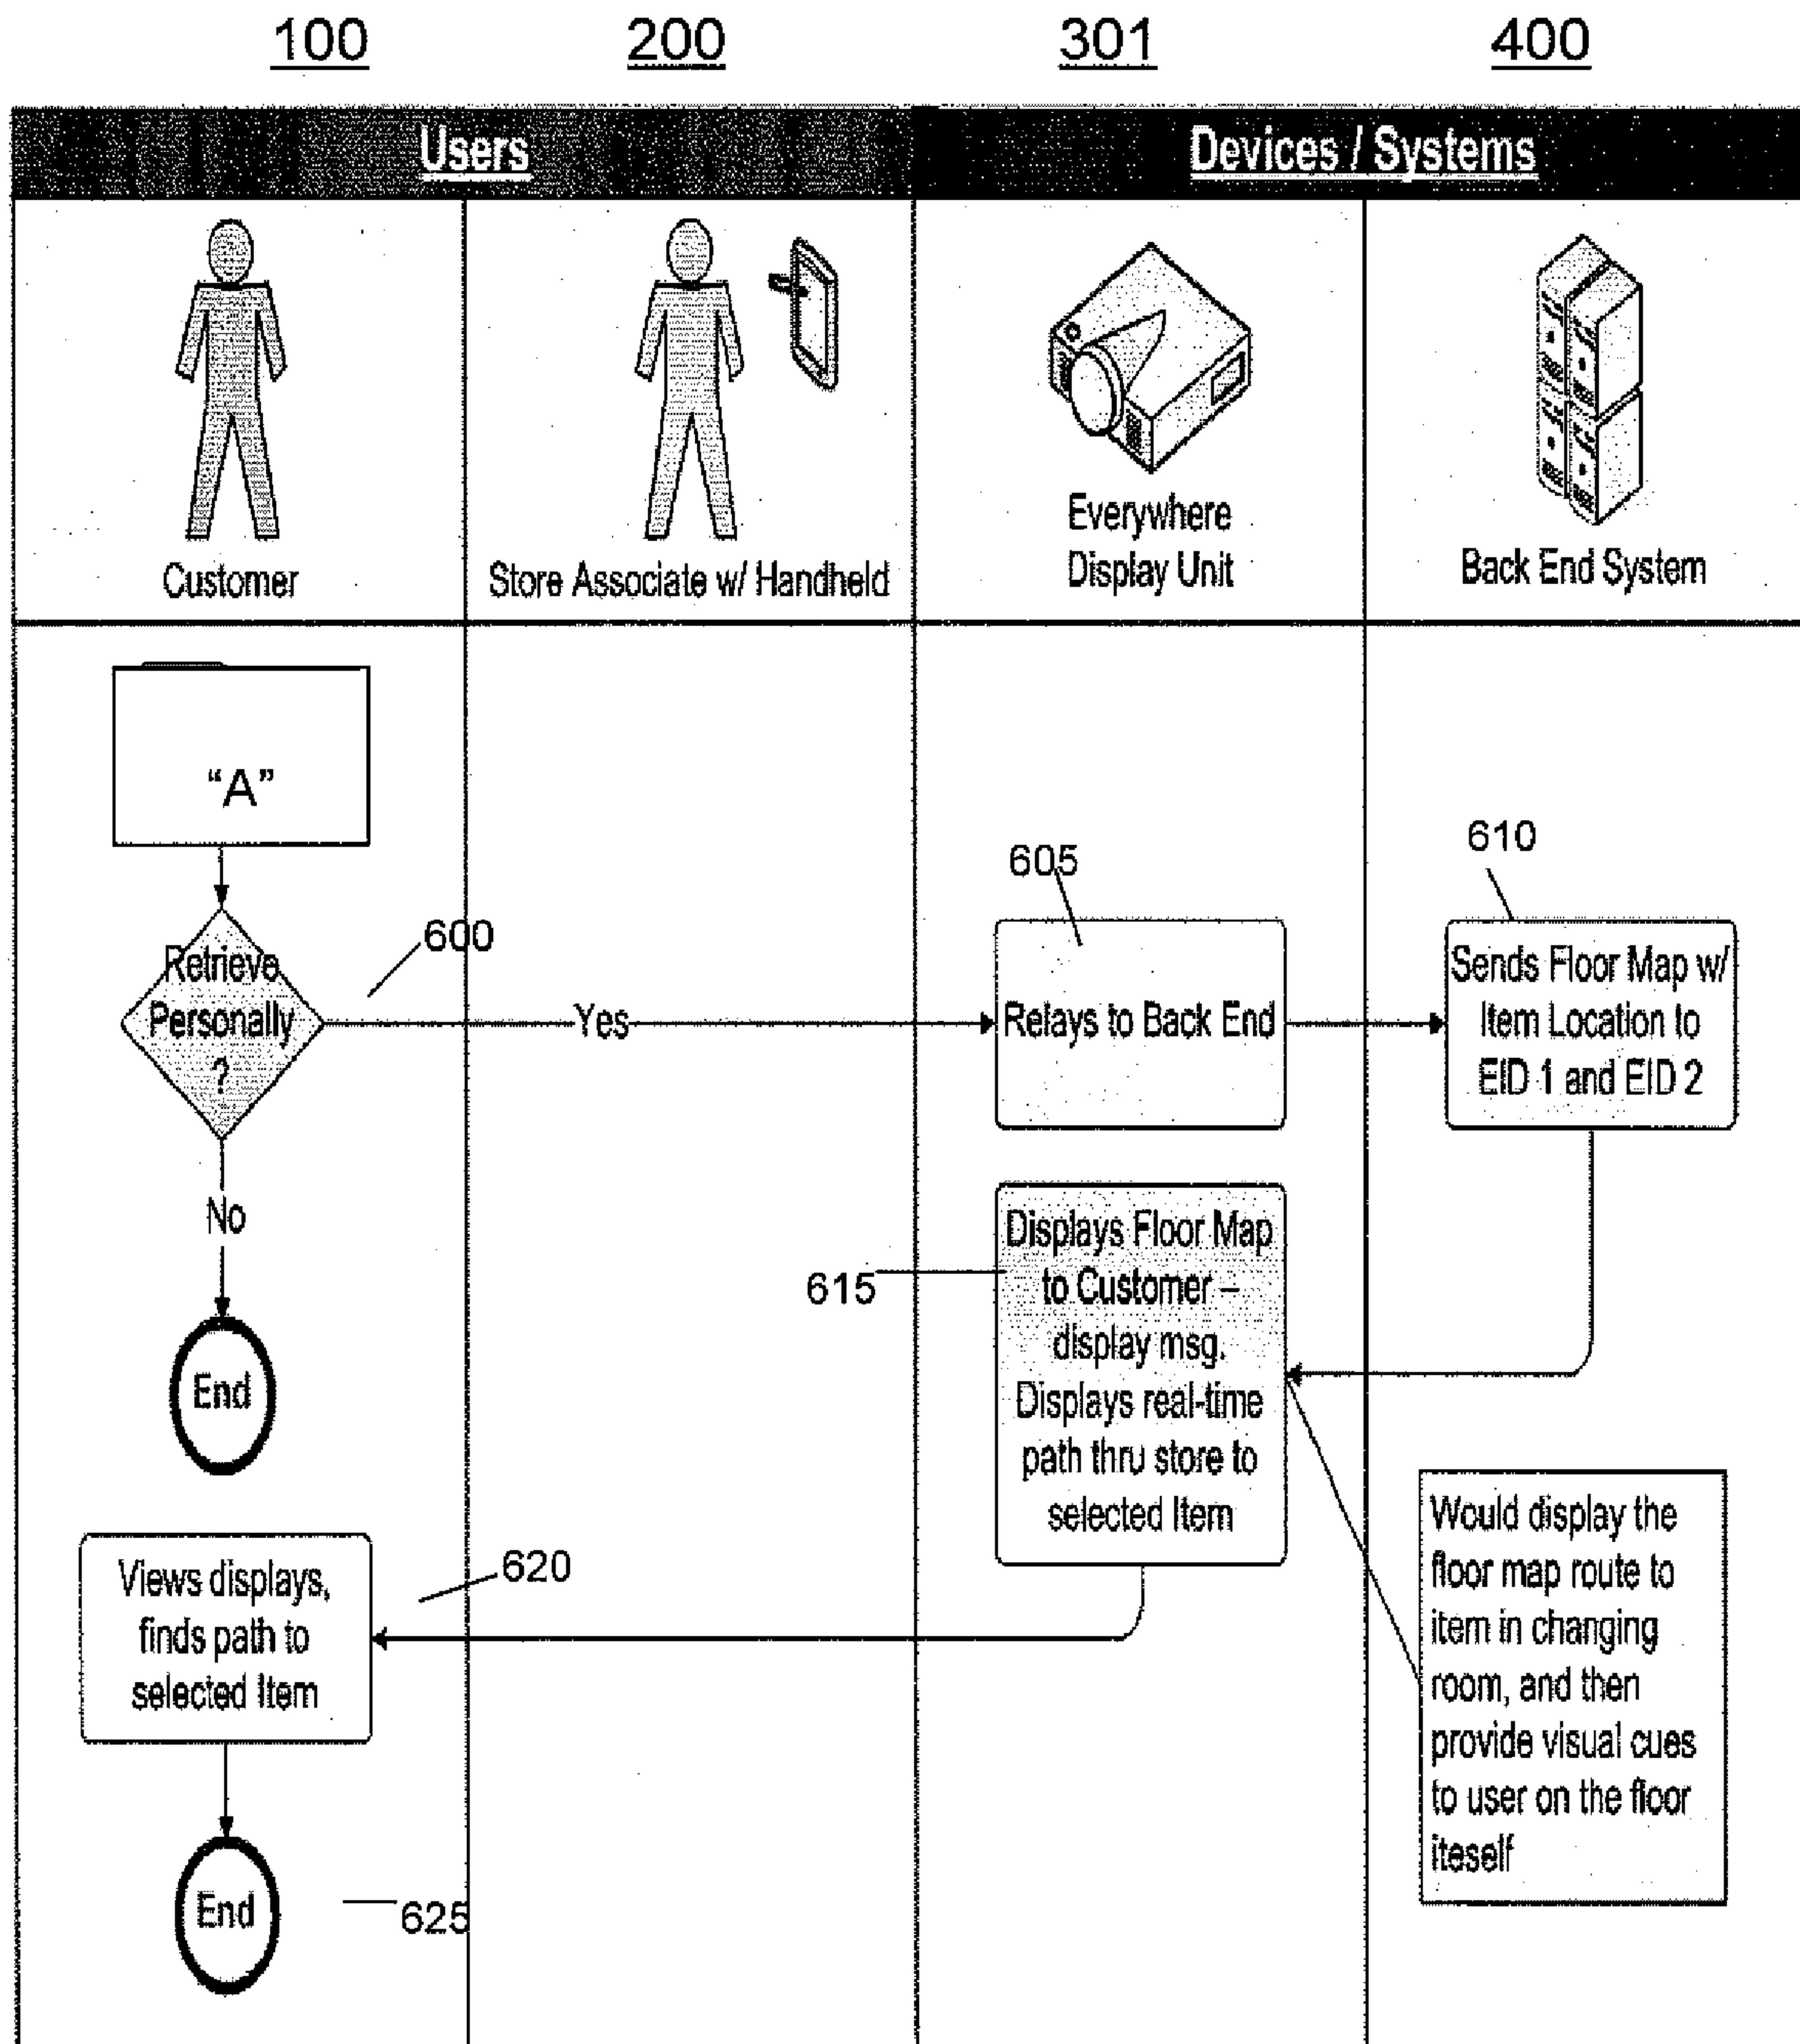 100
200
301
400
Users
Devices / Systems
Customer
Store Associate w/ Handheld
Everywhere
Display Unit
Back End System
“A”
Retrieve
Personally
?
600
Yes
605
Relays to Back End
610
Sends Floor Map w/
Item Location to
EID 1 and EID 2
No
End
615
Displays Floor Map
to Customer –
display msg.
Displays real-time
path thru store to
selected Item
Would display the
floor map route to
item in changing
room, and then
provide visual cues
to user on the floor
iteself
Views displays,
finds path to
selected Item
620
End
625